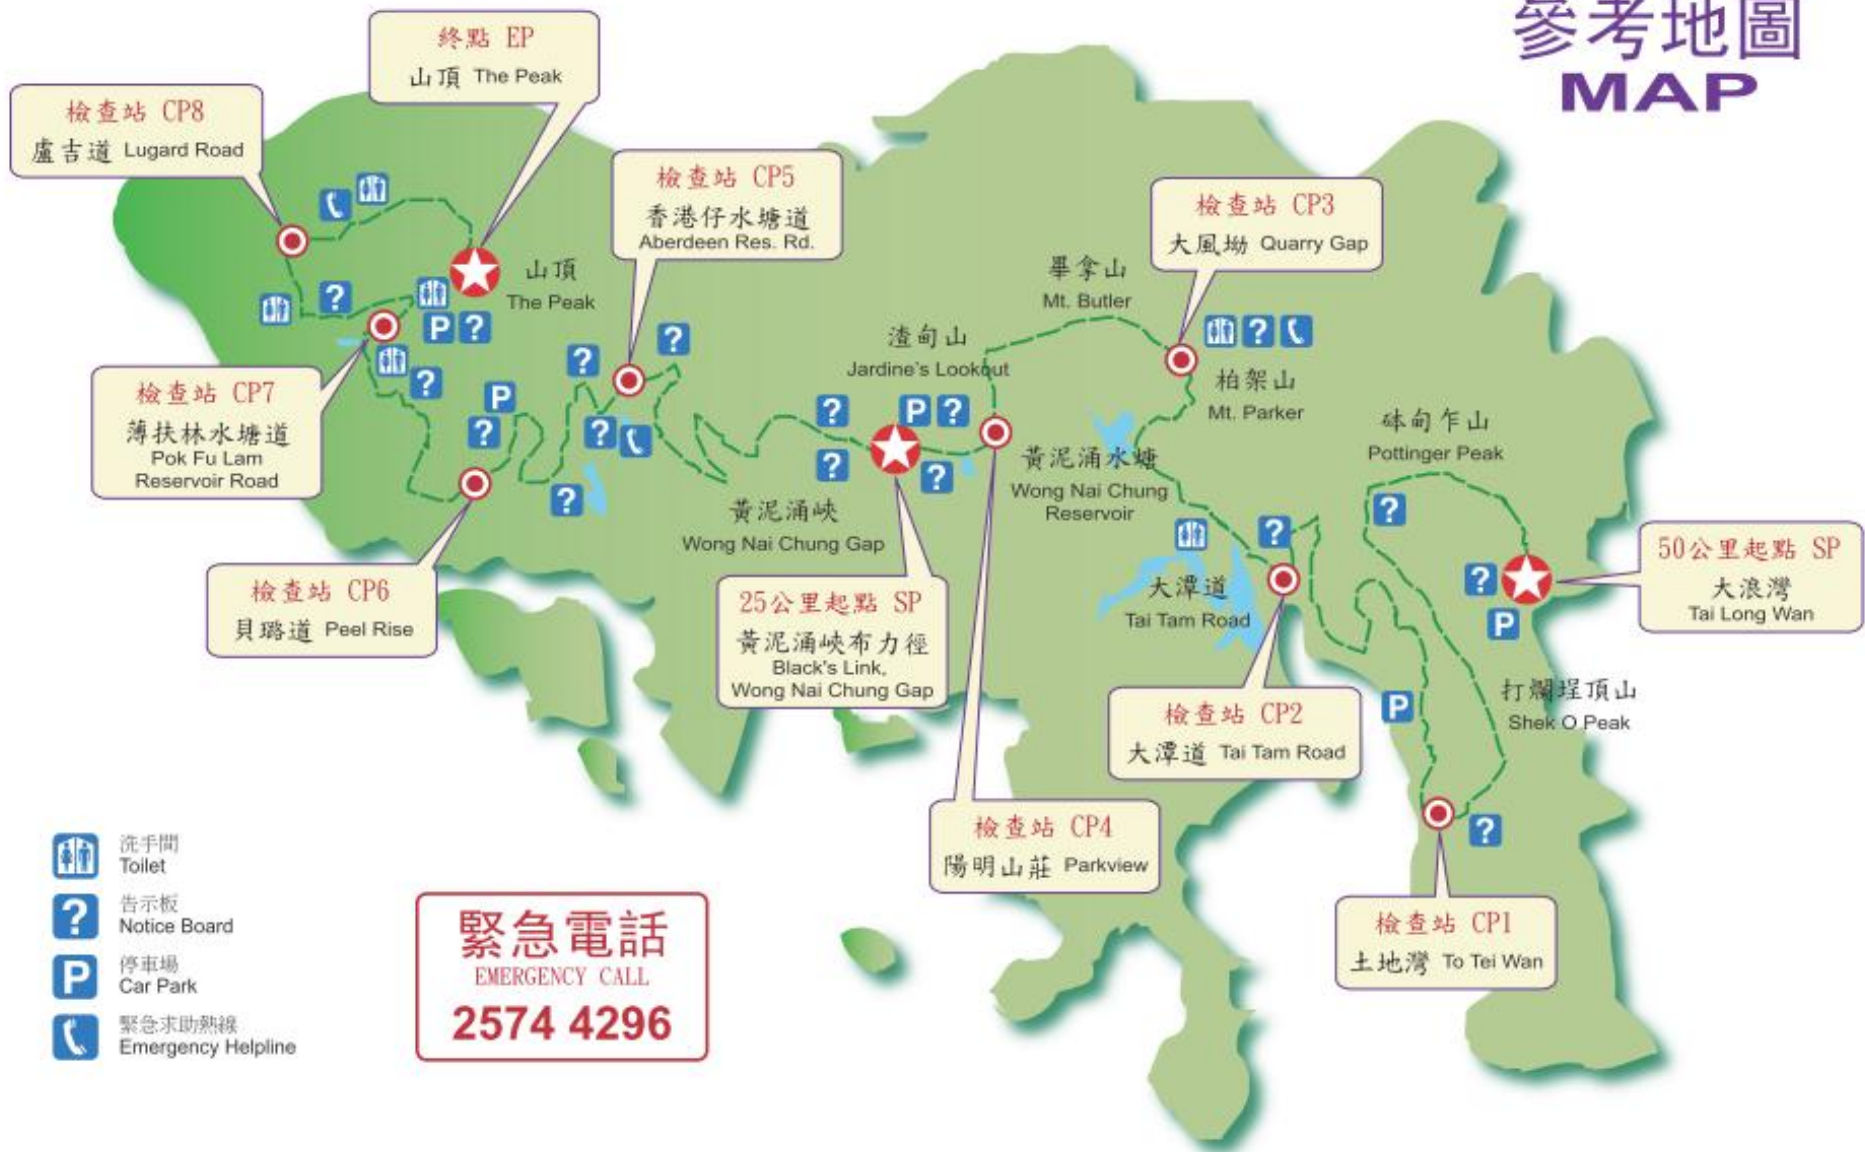 參考地圖
MAP
終點 EP
山頂 The Peak
檢查站 CP8
盧吉道 Lugard Road
檢查站 CP5
香港仔水塘道
Aberdeen Res. Rd.
檢查站 CP3
大風坳 Quarry Gap
山頂
The Peak
畢拿山
Mt. Butler
渣甸山
Jardine's Lookout
柏架山
Mt. Parker
砵甸乍山
Pottinger Peak
檢查站 CP7
薄扶林水塘道
Pok Fu Lam
Reservoir Road
黃泥涌水塘
Wong Nai Chung
Reservoir
黃泥涌峽
Wong Nai Chung Gap
50公里起點 SP
大浪灣
Tai Long Wan
檢查站 CP6
貝璐道 Peel Rise
25公里起點 SP
黃泥涌峽布力徑
Black's Link,
Wong Nai Chung Gap
大潭道
Tai Tam Road
打爛埕頂山
Shek O Peak
檢查站 CP2
大潭道 Tai Tam Road
檢查站 CP4
陽明山莊 Parkview
檢查站 CP1
土地灣 To Tei Wan
洗手間
Toilet
?
告示板
Notice Board
P
停車場
Car Park
緊急求助熱線
Emergency Helpline
緊急電話
EMERGENCY CALL
2574 4296